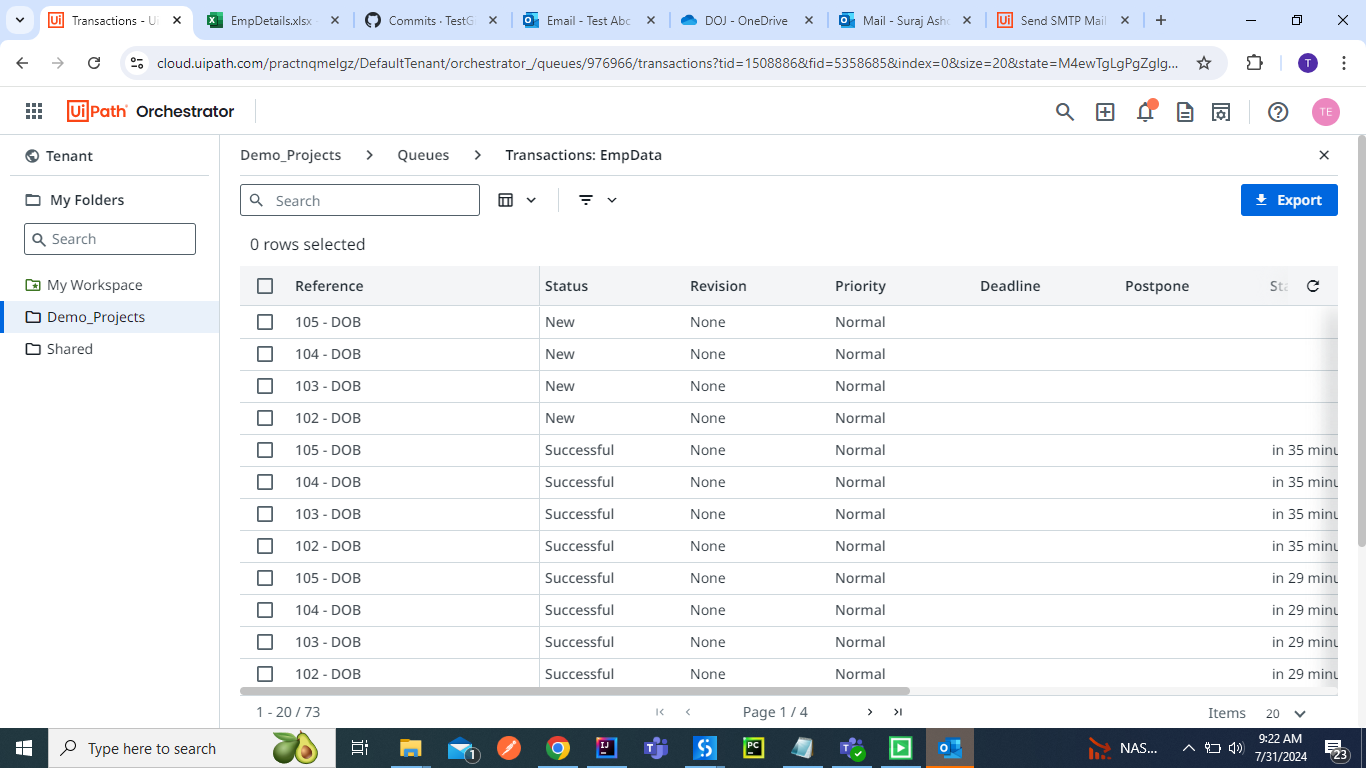 Transactions - Ui
EmpDetails.xlsx
Commits · TestG
Email - Test Abc
DOJ - OneDrive
Mail - Suraj Asho
Send SMTP Mail
cloud.uipath.com/practnqmelgz/DefaultTenant/orchestrator_/queues/976966/transactions?tid=1508886&fid=5358685&index=0&size=20&state=M4ewTgLgPgZglg...
T
UiPath Orchestrator
TE
Tenant
My Folders
Search
My Workspace
Demo_Projects
Shared
Demo_Projects > Queues > Transactions: EmpData
Search
Export
0 rows selected
Reference Status Revision Priority Deadline Postpone Sta
105 - DOB New None Normal
104 - DOB New None Normal
103 - DOB New None Normal
102 - DOB New None Normal
105 - DOB Successful None Normal in 35 minu
104 - DOB Successful None Normal in 35 minu
103 - DOB Successful None Normal in 35 minu
102 - DOB Successful None Normal in 35 minu
105 - DOB Successful None Normal in 29 minu
104 - DOB Successful None Normal in 29 minu
103 - DOB Successful None Normal in 29 minu
102 - DOB Successful None Normal in 29 minu
1 - 20 / 73
Page 1 / 4
Items 20
Type here to search
1
PC
NAS...
9:22 AM
7/31/2024
23